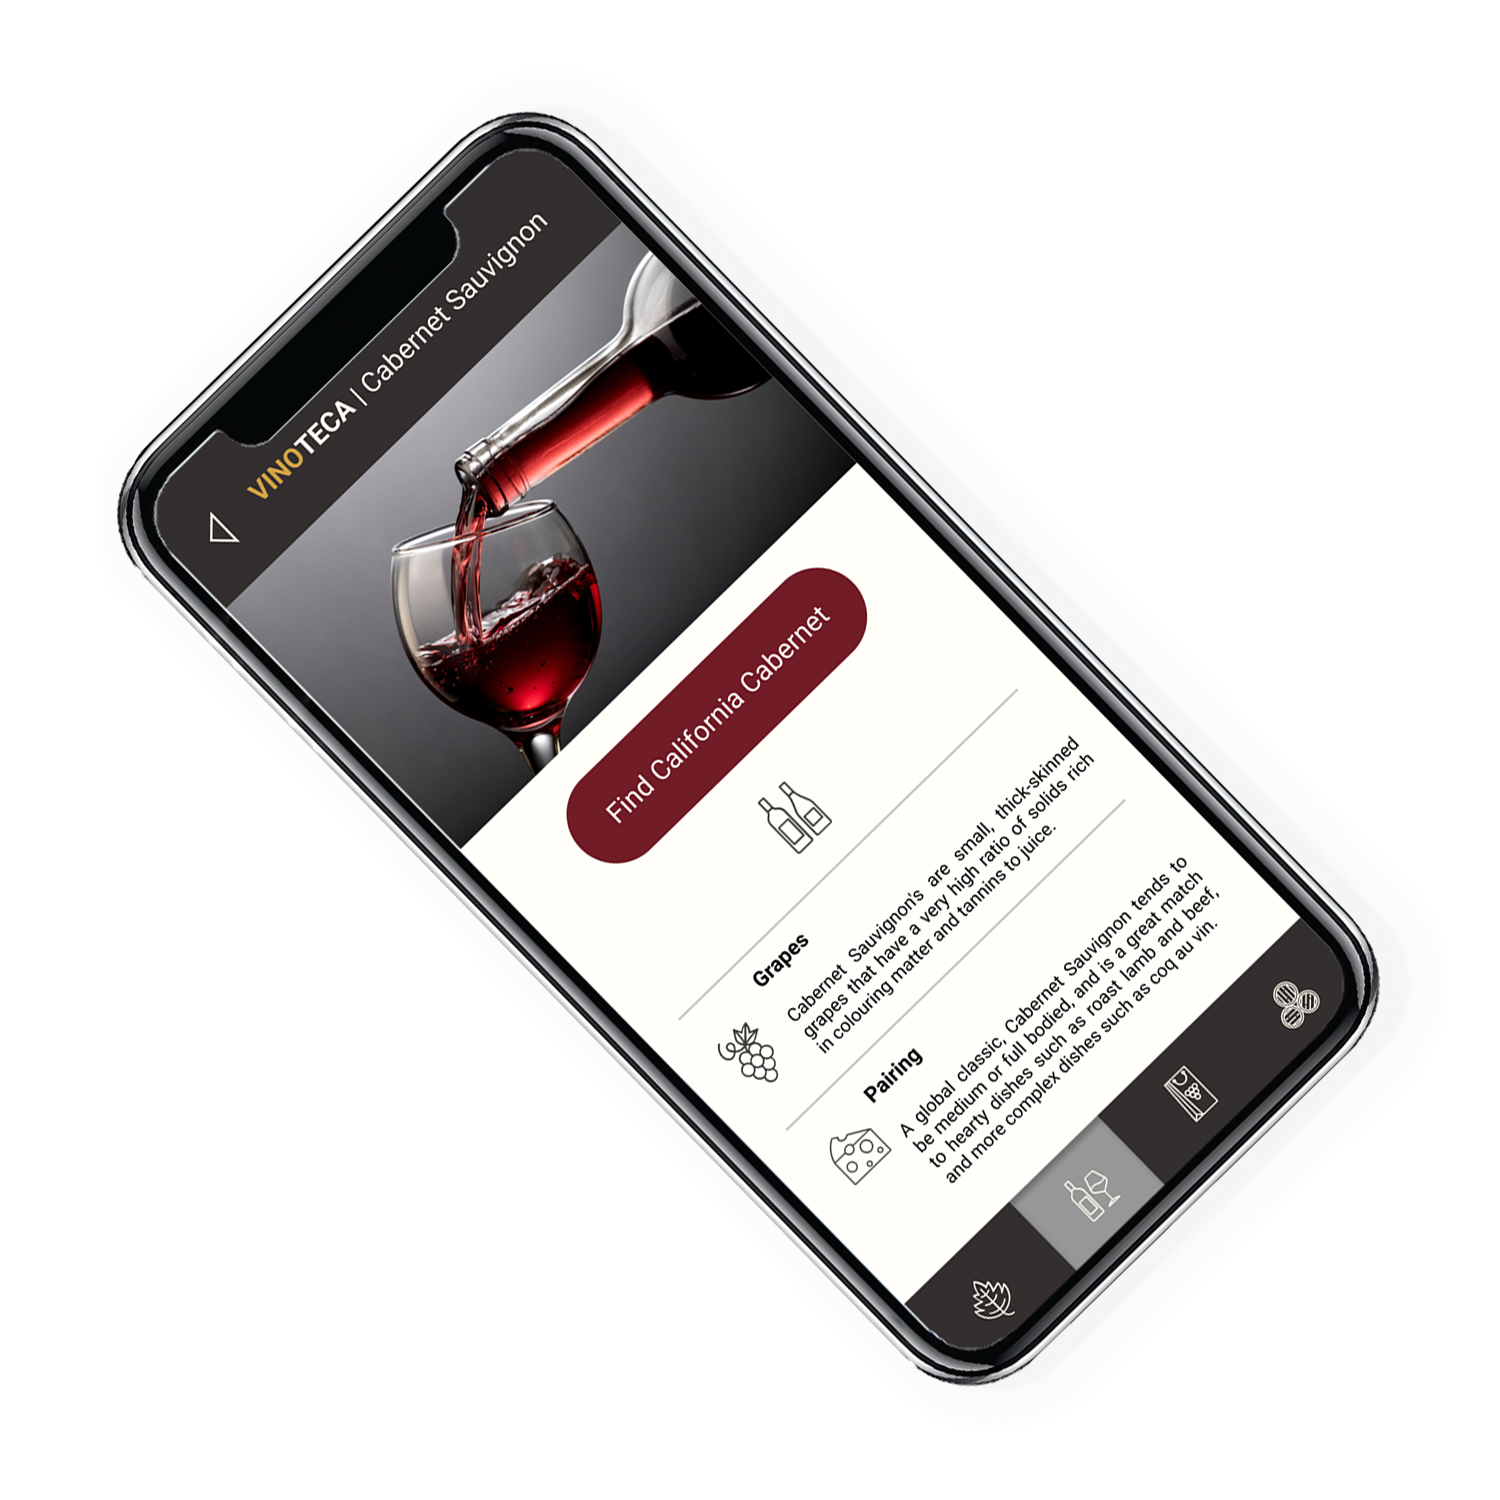 VINOTECA | Cabernet Sauvignon
Find California Cabernet
Grapes
Cabernet Sauvignon's are small, thick-skinned
grapes that have a very high ratio of solids rich
in colouring matter and tannins to juice.
Pairing
A global classic, Cabernet Sauvignon tends to
be medium or full bodied, and is a great match
to hearty dishes such as roast lamb and beef,
and more complex dishes such as coq au vin.